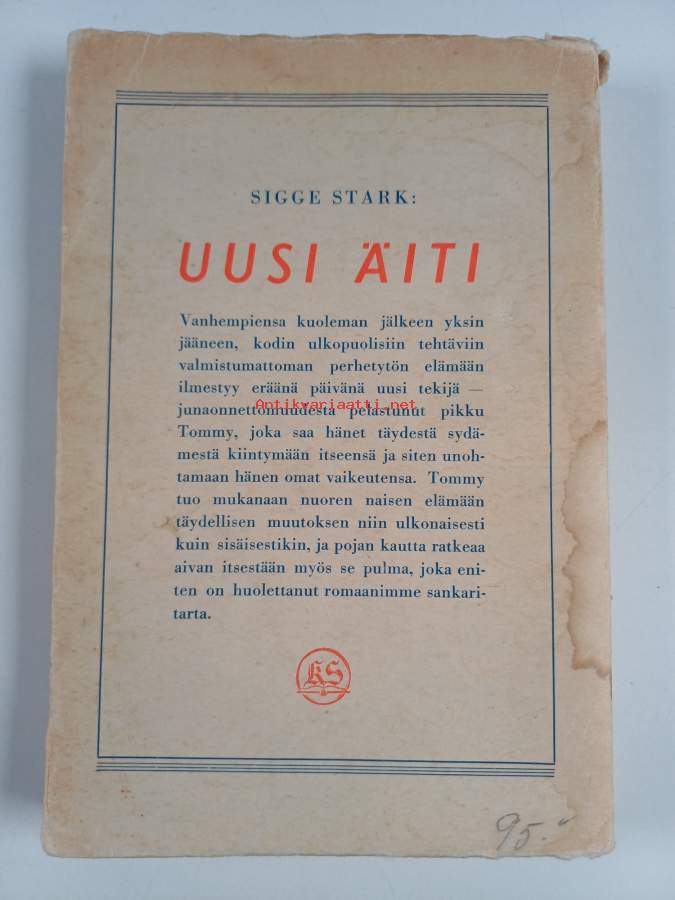 SIGGE STARK:
UUSI ÄITI
Vanhempiensa kuoleman jälkeen yksin
jääneen, kodin ulkopuolisiin tehtäviin
valmistumattoman perhetytön elämään
ilmestyy eräänä päivänä uusi tekijä —
Antikvariaatti.net
junaonnettomuudesta pelastunut pikku
Tommy, joka saa hänet täydestä sydä-
mestä kiintymään itseensä ja siten unoh-
tamaan hänen omat vaikeutensa. Tommy
tuo mukanaan nuoren naisen elämään
täydellisen muutoksen niin ulkonaisesti
kuin sisäisestikin, ja pojan kautta ratkeaa
aivan itsestään myös se pulma, joka eni-
ten on huolettanut romaanimme sankari-
tarta.
KS
95.